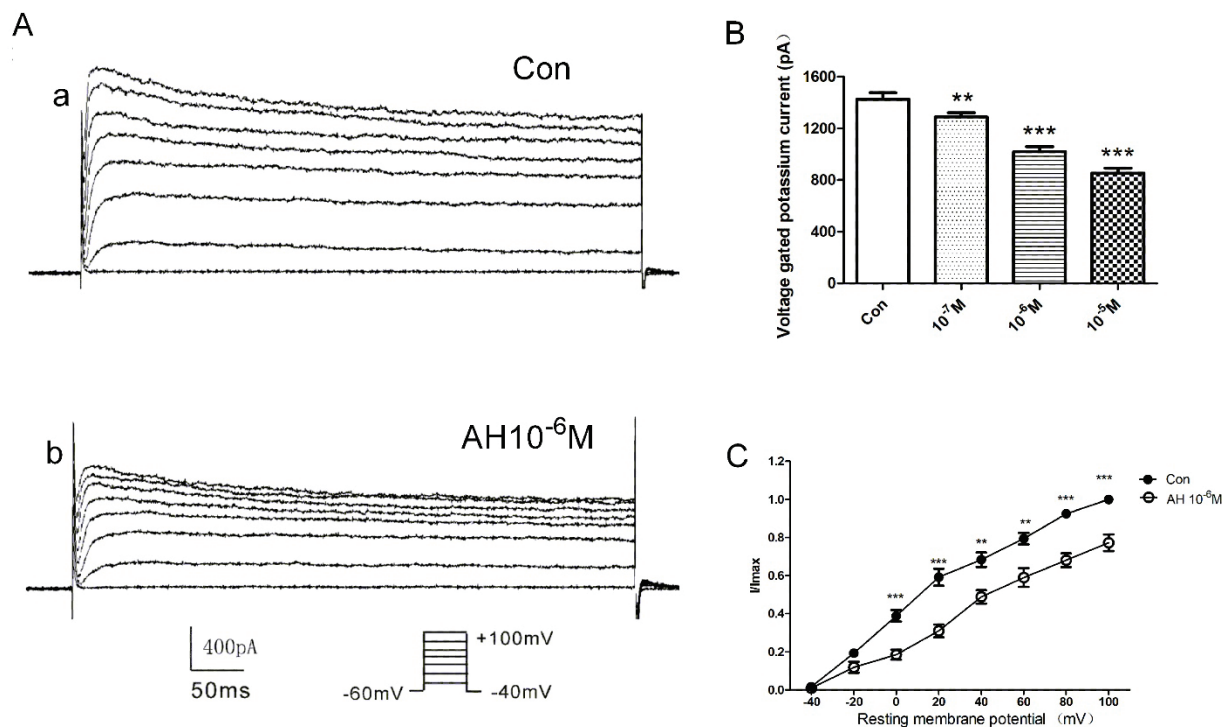 A
a
Con
b
AH10⁻⁶M
400pA
50ms
+100mV
-60mV
-40mV
B
Voltage gated potassium current (pA)
1600
1200
800
400
0
**
***
***
Con
10⁻⁷M
10⁻⁶M
10⁻⁵M
C
I/Imax
1.2
1.0
0.8
0.6
0.4
0.2
0.0
***
***
**
**
***
***
Con
AH 10⁻⁶M
-40 -20 0 20 40 60 80 100
Resting membrane potential （mV）